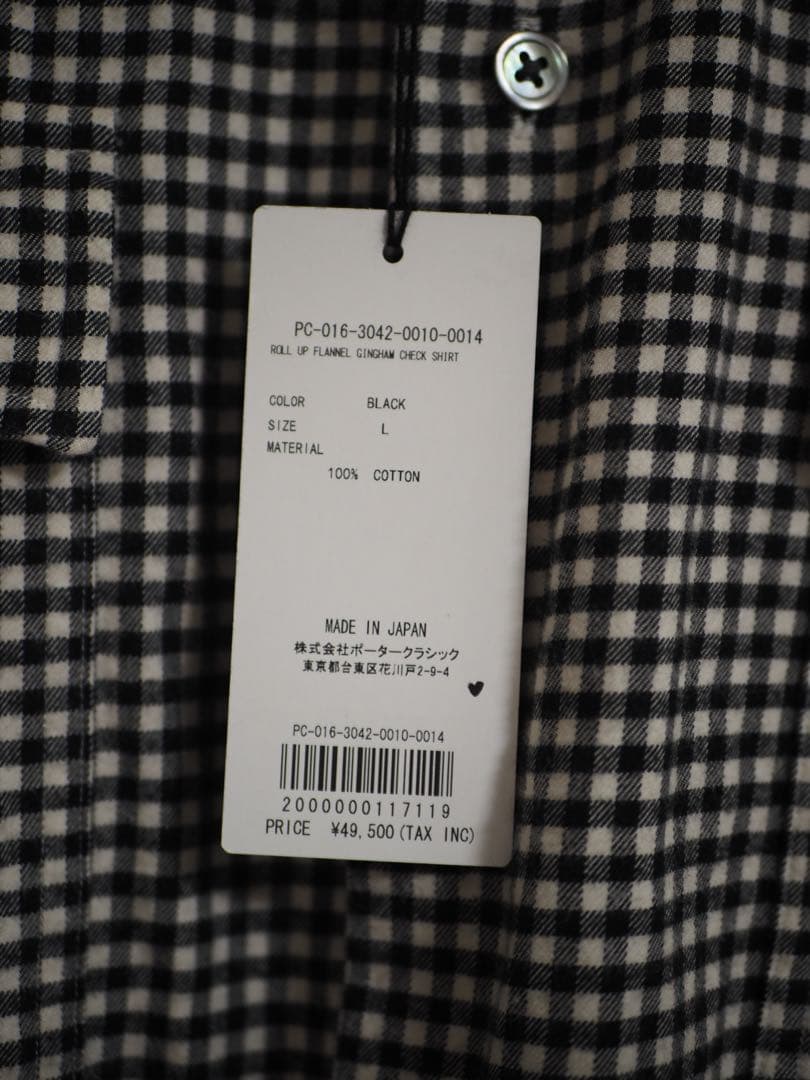 PC-016-3042-0010-0014
ROLL UP FLANNEL GINGHAM CHECK SHIRT
COLOR BLACK
SIZE L
MATERIAL
100% COTTON
MADE IN JAPAN
株式会社ポータークラシック
東京都台東区花川戸2-9-4
PC-016-3042-0010-0014
2000000117119
PRICE ¥49,500(TAX INC)